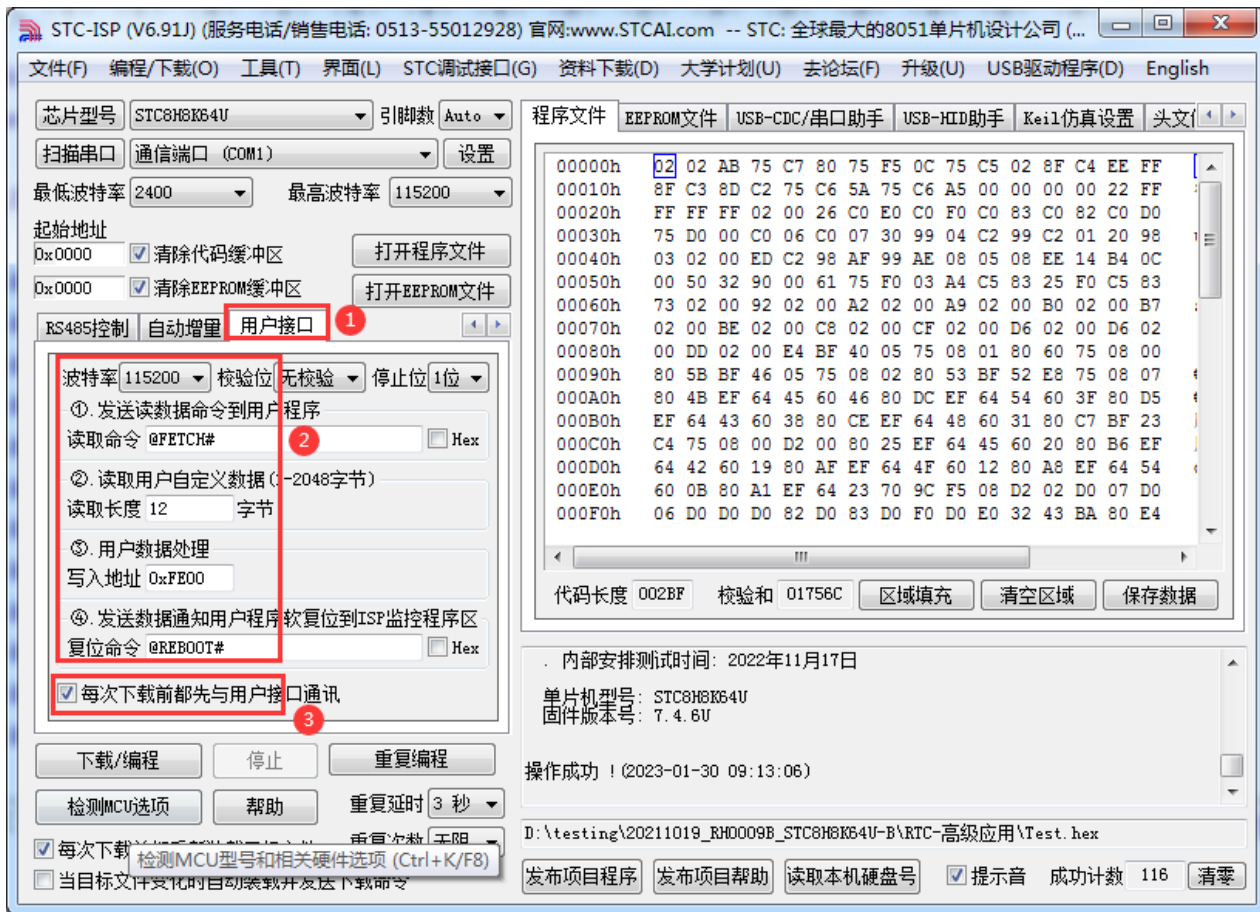 STC-ISP (V6.91J) (服务电话/销售电话: 0513-55012928) 官网:www.STCAI.com -- STC: 全球最大的8051单片机设计公司 (...
文件(F) 编程/下载(O) 工具(T) 界面(L) STC调试接口(G) 资料下载(D) 大学计划(U) 去论坛(F) 升级(U) USB驱动程序(D) English
芯片型号 STC8H8K64U 引脚数 Auto
扫描串口 通信端口 (COM1) 设置
最低波特率 2400 最高波特率 115200
起始地址
0x0000 清除代码缓冲区 打开程序文件
0x0000 清除EEPROM缓冲区 打开EEPROM文件
RS485控制 自动增量 用户接口 1
波特率 115200 校验位 无校验 停止位 1位
①. 发送读数据命令到用户程序
读取命令 @FETCH# 2 Hex
②. 读取用户自定义数据(-2048字节)
读取长度 12 字节
③. 用户数据处理
写入地址 0xFE00
④. 发送数据通知用户程序软复位到ISP监控程序区
复位命令 @REBOOT# Hex
每次下载前都先与用户接口通讯
3
下载/编程 停止 重复编程
检测MCU选项 帮助 重复延时 3 秒
每次下载
检测MCU型号和相关硬件选项 (Ctrl+K/F8)
当目标文件变化时自动装载并发送下载命令
程序文件 EEPROM文件 USB-CDC/串口助手 USB-HID助手 Keil仿真设置 头文
00000h 02 02 AB 75 C7 80 75 F5 0C 75 C5 02 8F C4 EE FF
00010h 8F C3 8D C2 75 C6 5A 75 C6 A5 00 00 00 00 22 FF
00020h FF FF FF 02 00 26 C0 E0 C0 F0 C0 83 C0 82 C0 D0
00030h 75 D0 00 C0 06 C0 07 30 99 04 C2 99 C2 01 20 98
00040h 03 02 00 ED C2 98 AF 99 AE 08 05 08 EE 14 B4 0C
00050h 00 50 32 90 00 61 75 F0 03 A4 C5 83 25 F0 C5 83
00060h 73 02 00 92 02 00 A2 02 00 A9 02 00 B0 02 00 B7
00070h 02 00 BE 02 00 C8 02 00 CF 02 00 D6 02 00 D6 02
00080h 00 DD 02 00 E4 BF 40 05 75 08 01 80 60 75 08 00
00090h 80 5B BF 46 05 75 08 02 80 53 BF 52 E8 75 08 07
000A0h 80 4B EF 64 45 60 46 80 DC EF 64 54 60 3F 80 D5
000B0h EF 64 43 60 38 80 CE EF 64 48 60 31 80 C7 BF 23
000C0h C4 75 08 00 D2 00 80 25 EF 64 45 60 20 80 B6 EF
000D0h 64 42 60 19 80 AF EF 64 4F 60 12 80 A8 EF 64 54
000E0h 60 0B 80 A1 EF 64 23 70 9C F5 08 D2 02 D0 07 D0
000F0h 06 D0 D0 D0 82 D0 83 D0 F0 D0 E0 32 43 BA 80 E4
代码长度 002BF 校验和 01756C 区域填充 清空区域 保存数据
. 内部安排测试时间: 2022年11月17日
单片机型号: STC8H8K64U
固件版本号: 7.4.6U
操作成功 !(2023-01-30 09:13:06)
D:\testing\20211019_RH0009B_STC8H8K64U-B\RTC-高级应用\Test.hex
发布项目程序 发布项目帮助 读取本机硬盘号 提示音 成功计数 116 清零